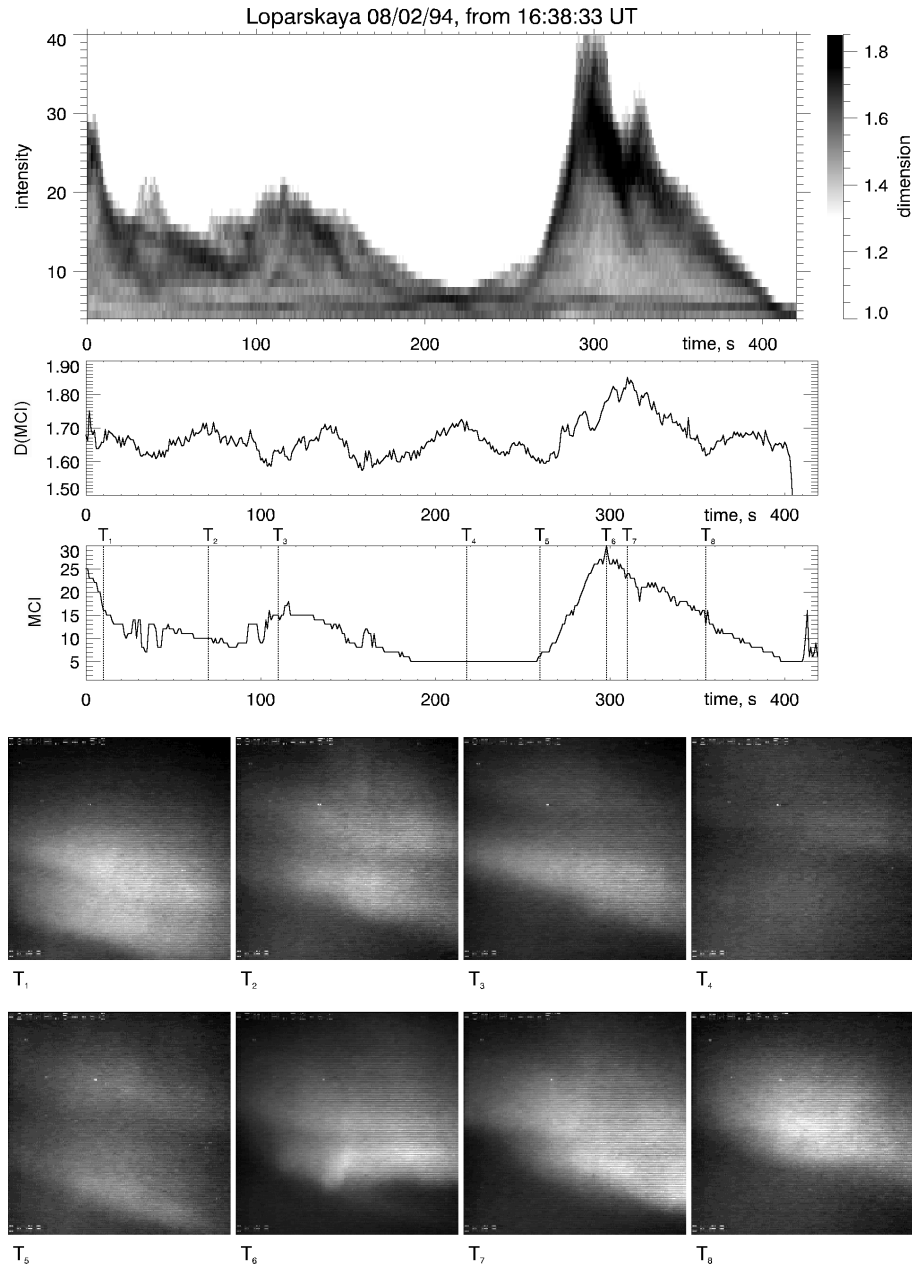 Loparskaya 08/02/94, from 16:38:33 UT
intensity
40
30
20
10
0 100 200 300 time, s 400
1.8
1.6
1.4
1.2
1.0
dimension
D(MCI)
1.90
1.80
1.70
1.60
1.50
0 100 200 300 time, s 400
T₁ T₂ T₃ T₄ T₅ T₆ T₇ T₈
MCI
30
25
20
15
10
5
0 100 200 300 time, s 400
T₁ T₂ T₃ T₄
T₅ T₆ T₇ T₈